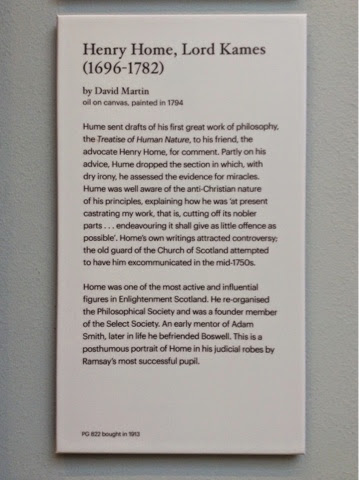 Henry Home, Lord Kames
(1696-1782)
by David Martin
oil on canvas, painted in 1794
Hume sent drafts of his first great work of philosophy,
the Treatise of Human Nature, to his friend, the
advocate Henry Home, for comment. Partly on his
advice, Hume dropped the section in which, with
dry irony, he assessed the evidence for miracles.
Hume was well aware of the anti-Christian nature
of his principles, explaining how he was 'at present
castrating my work, that is, cutting off its nobler
parts . . . endeavouring it shall give as little offence as
possible'. Home's own writings attracted controversy;
the old guard of the Church of Scotland attempted
to have him excommunicated in the mid-1750s.
Home was one of the most active and influential
figures in Enlightenment Scotland. He re-organised
the Philosophical Society and was a founder member
of the Select Society. An early mentor of Adam
Smith, later in life he befriended Boswell. This is a
posthumous portrait of Home in his judicial robes by
Ramsay's most successful pupil.
PG 822 bought in 1913